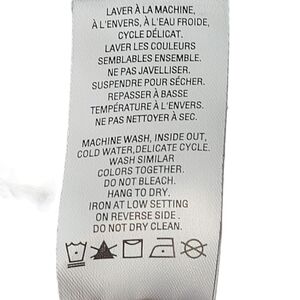 LAVER À LA MACHINE,
À L'ENVERS, À L'EAU FROIDE,
CYCLE DÉLICAT.
LAVER LES COULEURS
SEMBLABLES ENSEMBLE.
NE PAS JAVELLISER.
SUSPENDRE POUR SÉCHER.
REPASSER À BASSE
TEMPÉRATURE À L'ENVERS.
NE PAS NETTOYER À SEC.
MACHINE WASH, INSIDE OUT,
COLD WATER, DELICATE CYCLE.
WASH SIMILAR
COLORS TOGETHER.
DO NOT BLEACH.
HANG TO DRY.
IRON AT LOW SETTING
ON REVERSE SIDE.
DO NOT DRY CLEAN.